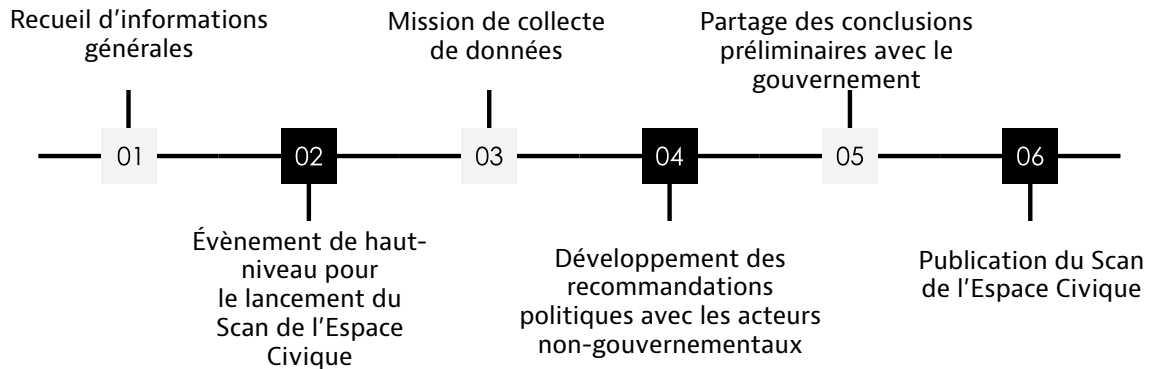 Recueil d’informations
générales
Mission de collecte
de données
Partage des conclusions
préliminaires avec le
gouvernement
01
02
03
04
05
06
Évènement de haut-
niveau pour
le lancement du
Scan de l’Espace
Civique
Développement des
recommandations
politiques avec les acteurs
non-gouvernementaux
Publication du Scan
de l’Espace Civique